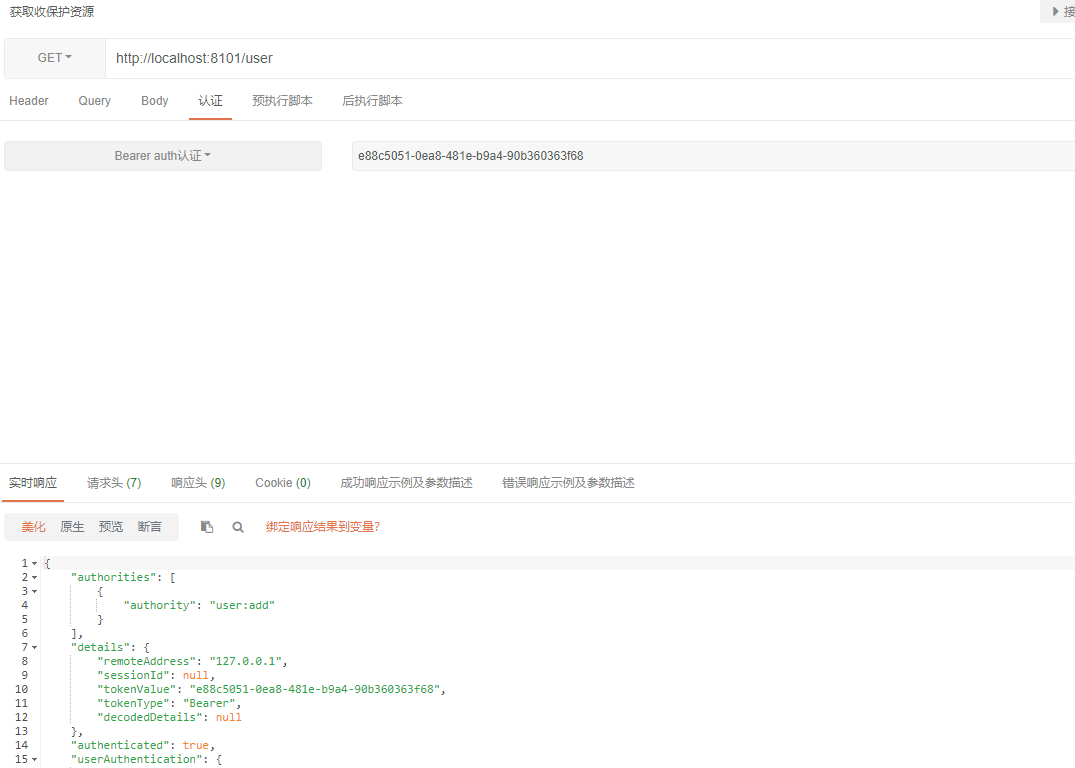 获取收保护资源
接
GET
http://localhost:8101/user
Header Query Body 认证 预执行脚本 后执行脚本
Bearer auth认证 e88c5051-0ea8-481e-b9a4-90b360363f68
实时响应 请求头 (7) 响应头 (9) Cookie (0) 成功响应示例及参数描述 错误响应示例及参数描述
美化 原生 预览 断言 绑定响应结果到变量?
1 {
2 "authorities": [
3 {
4 "authority": "user:add"
5 }
6 ],
7 "details": {
8 "remoteAddress": "127.0.0.1",
9 "sessionId": null,
10 "tokenValue": "e88c5051-0ea8-481e-b9a4-90b360363f68",
11 "tokenType": "Bearer",
12 "decodedDetails": null
13 },
14 "authenticated": true,
15 "userAuthentication": {